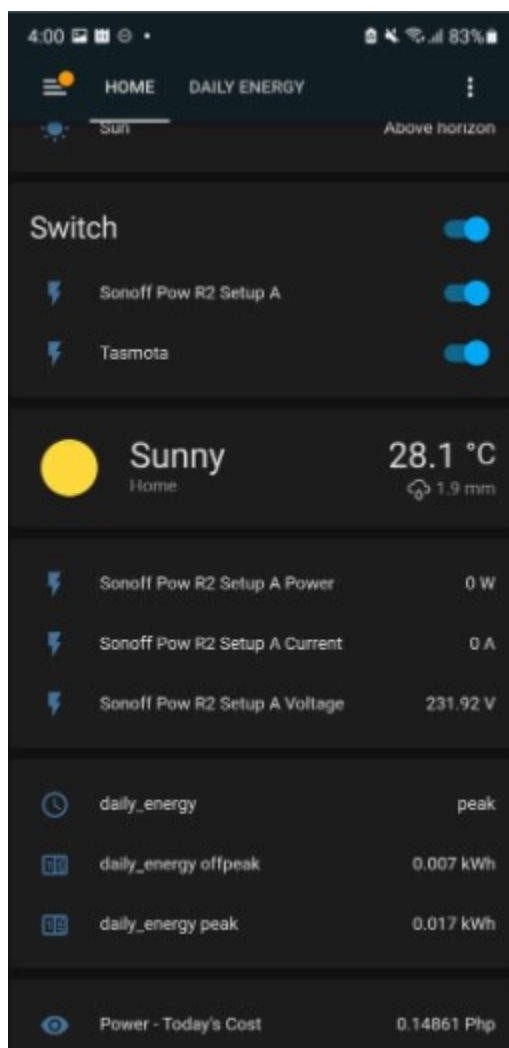 4:00 83%
HOME DAILY ENERGY
Sun Above horizon
Switch
Sonoff Pow R2 Setup A
Tasmota
Sunny 28.1 °C
Home 1.9 mm
Sonoff Pow R2 Setup A Power 0 W
Sonoff Pow R2 Setup A Current 0 A
Sonoff Pow R2 Setup A Voltage 231.92 V
daily_energy peak
daily_energy offpeak 0.007 kWh
daily_energy peak 0.017 kWh
Power - Today's Cost 0.14861 Php